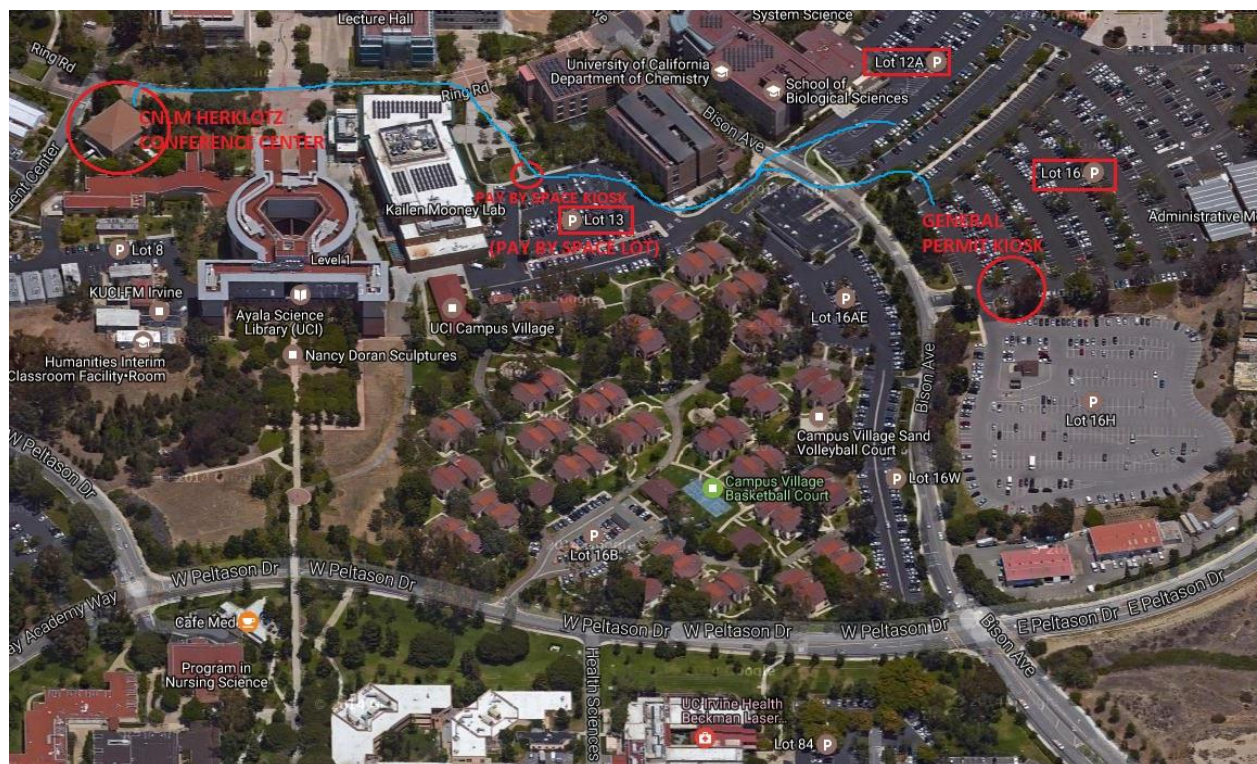 Lecture Hall
Ring Rd
System Science
University of California
Department of Chemistry
Lot 12A
P
School of
Biological Sciences
Ring Rd
Bison Ave
CNLM HERKLOTZ
CONFERENCE CENTER
Lot 16
P
PAY BY SPACE KIOSK
Kailen Mooney Lab
P
Lot 13
(PAY BY SPACE LOT)
GENERAL
PERMIT KIOSK
Administrative M
dent Center
P
Lot 8
Level 1
KUCI-FM Irvine
Ayala Science
Library (UCI)
UCI Campus Village
P
Lot 16AE
Humanities Interim
Classroom Facility-Room
Nancy Doran Sculptures
Bison Ave
P
Lot 16H
Campus Village Sand
Volleyball Court
W Peltason Dr
Campus Village
Basketball Court
P
Lot 16W
P
Lot 16B
W Peltason Dr
W Peltason Dr
E Peltason Dr
E Peltason Dr
ay Academy Way
Cafe Med
W Peltason Dr
W Peltason Dr
W Peltason Dr
Bison Ave
Program in
Nursing Science
Health Sciences
UC Irvine Health
Beckman Laser...
Lot 84
P